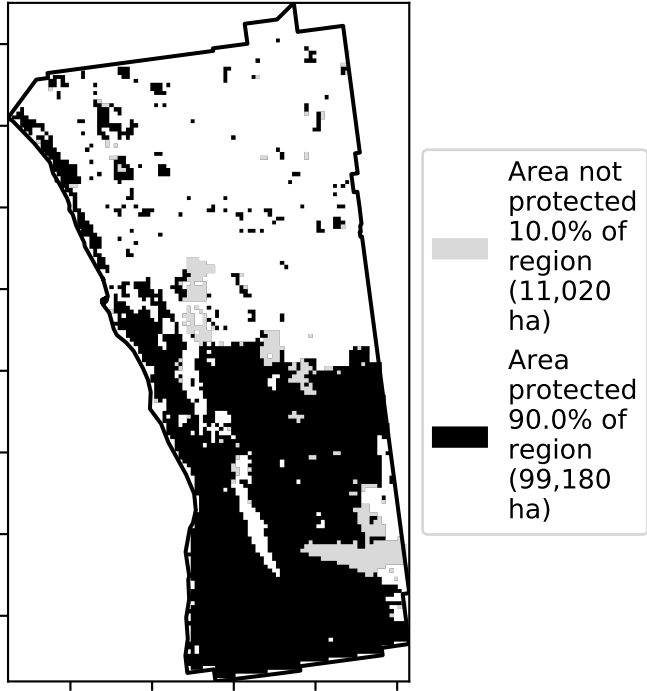 Area not
protected
10.0% of
region
(11,020
ha)
Area
protected
90.0% of
region
(99,180
ha)